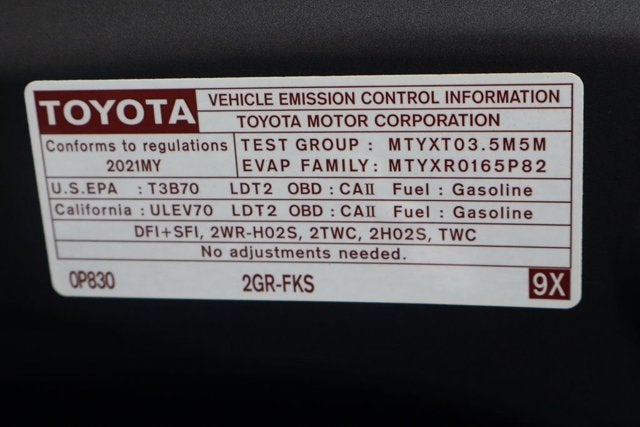 TOYOTA
VEHICLE EMISSION CONTROL INFORMATION
TOYOTA MOTOR CORPORATION
Conforms to regulations
2021MY
TEST GROUP : MTYXT03.5M5M
EVAP FAMILY: MTYXR0165P82
U.S.EPA : T3B70 LDT2 OBD : CAII Fuel : Gasoline
California : ULEV70 LDT2 OBD : CAII Fuel : Gasoline
DFI+SFI, 2WR-HO2S, 2TWC, 2HO2S, TWC
No adjustments needed.
0P830 2GR-FKS 9X